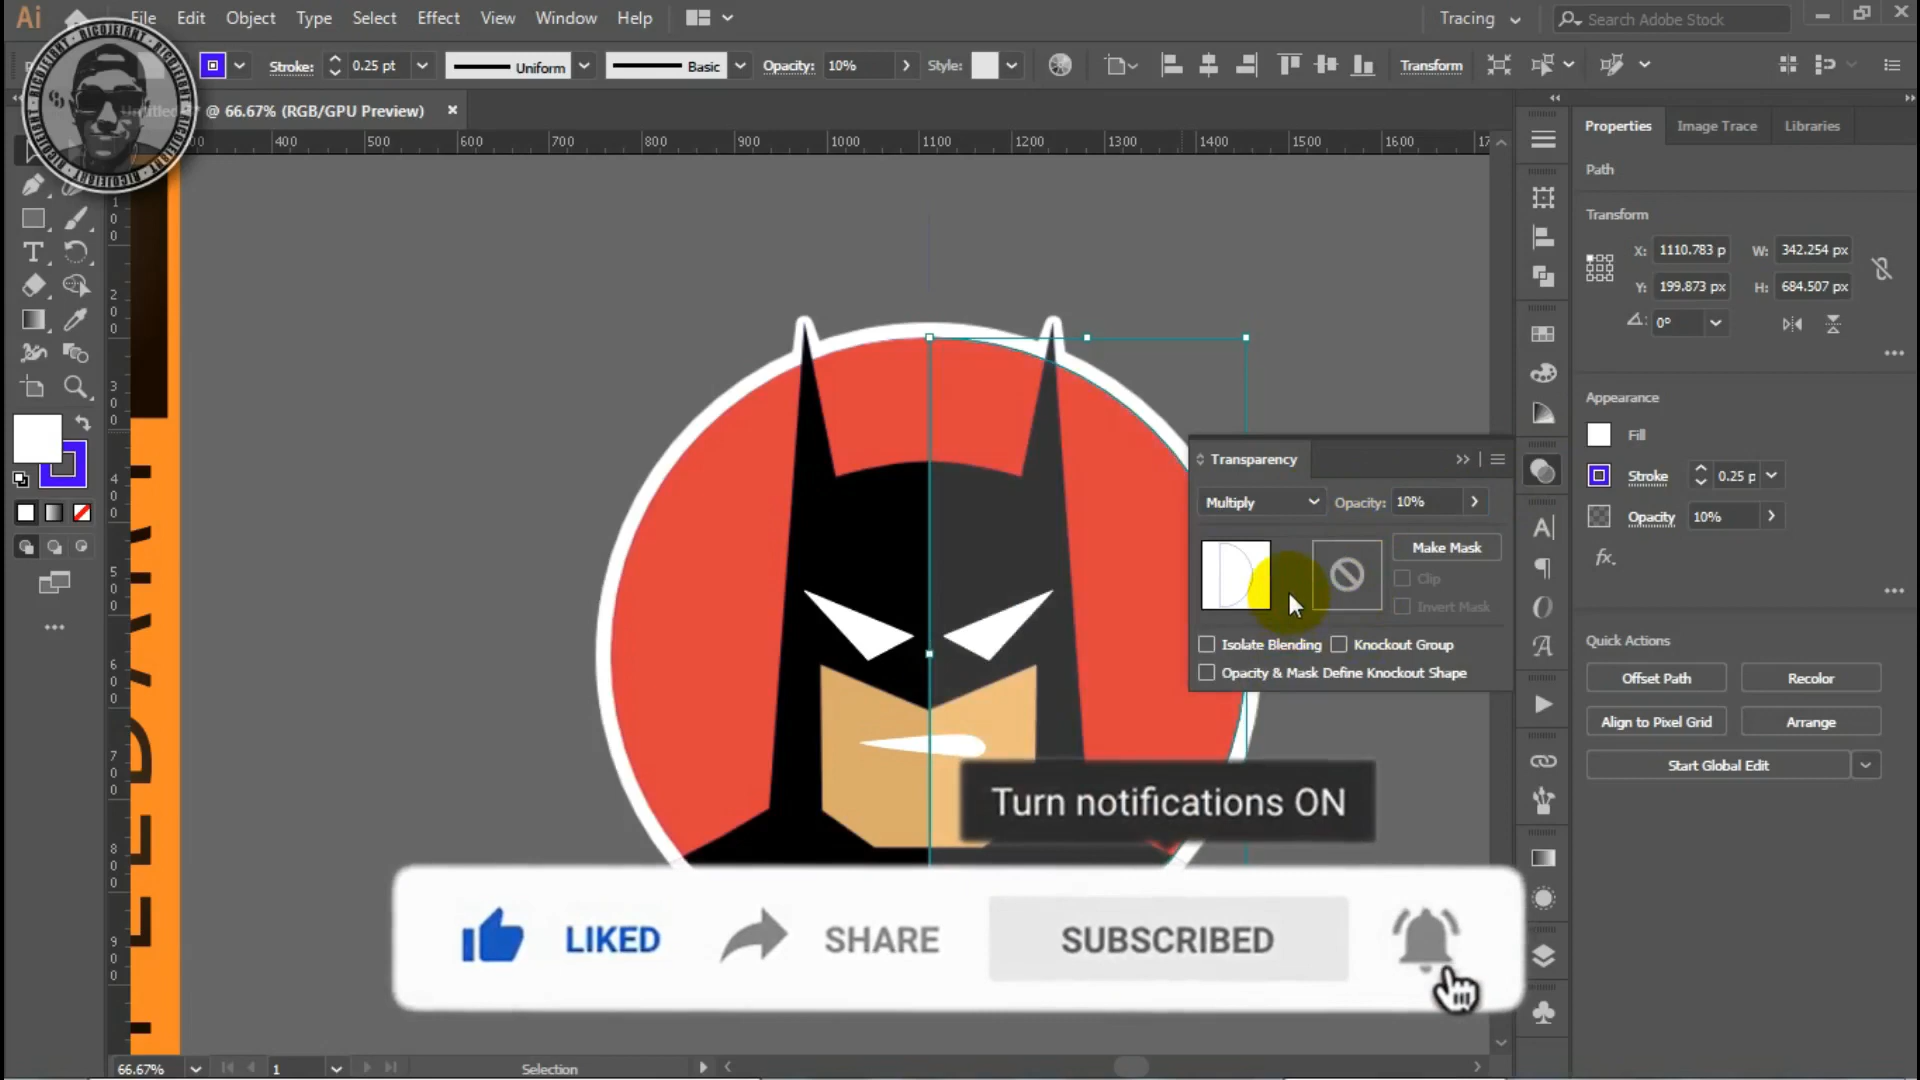 Ai File Edit Object Type Select Effect View Window Help Tracing Search Adobe Stock
Stroke: 0.25 pt Uniform Basic Opacity: 10% Style: Transform
@ 66.67% (RGB/GPU Preview)
RICOJEIGHT
400 500 600 700 800 900 1000 1100 1200 1300 1400 1500 1600
Properties Image Trace Libraries
Path
Transform
X: 1110.783 p W: 342.254 px
Y: 199.873 px H: 684.507 px
0°
Appearance
Fill
Stroke 0.25 p
Opacity 10%
fx.
Transparency
Multiply Opacity: 10%
Make Mask
Clip
Invert Mask
Isolate Blending Knockout Group
Opacity & Mask Define Knockout Shape
Quick Actions
Offset Path Recolor
Align to Pixel Grid Arrange
Start Global Edit
Turn notifications ON
LIKED SHARE SUBSCRIBED
66.67% 1 Selection